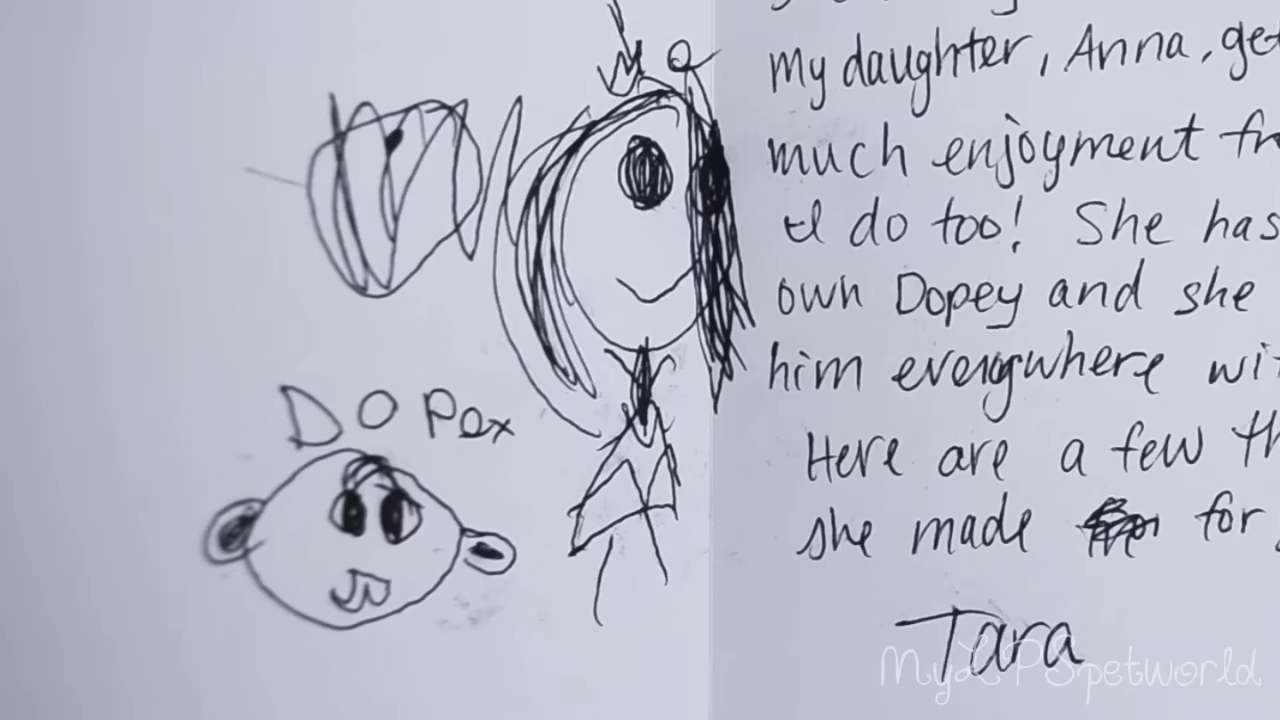 my daughter, Anna, get
much enjoyment fr
& do too! She has
own Dopey and she
him everywhere wi
Here are a few th
she made for
Tara
DOPex
MyLPSpetworld